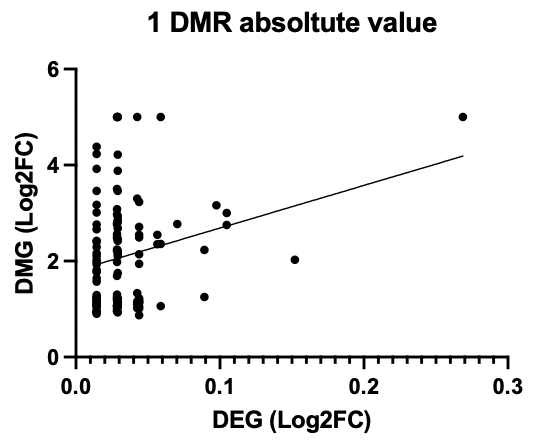 1 DMR absoltute value
6
4
2
0
DMG (Log2FC)
0.0 0.1 0.2 0.3
DEG (Log2FC)